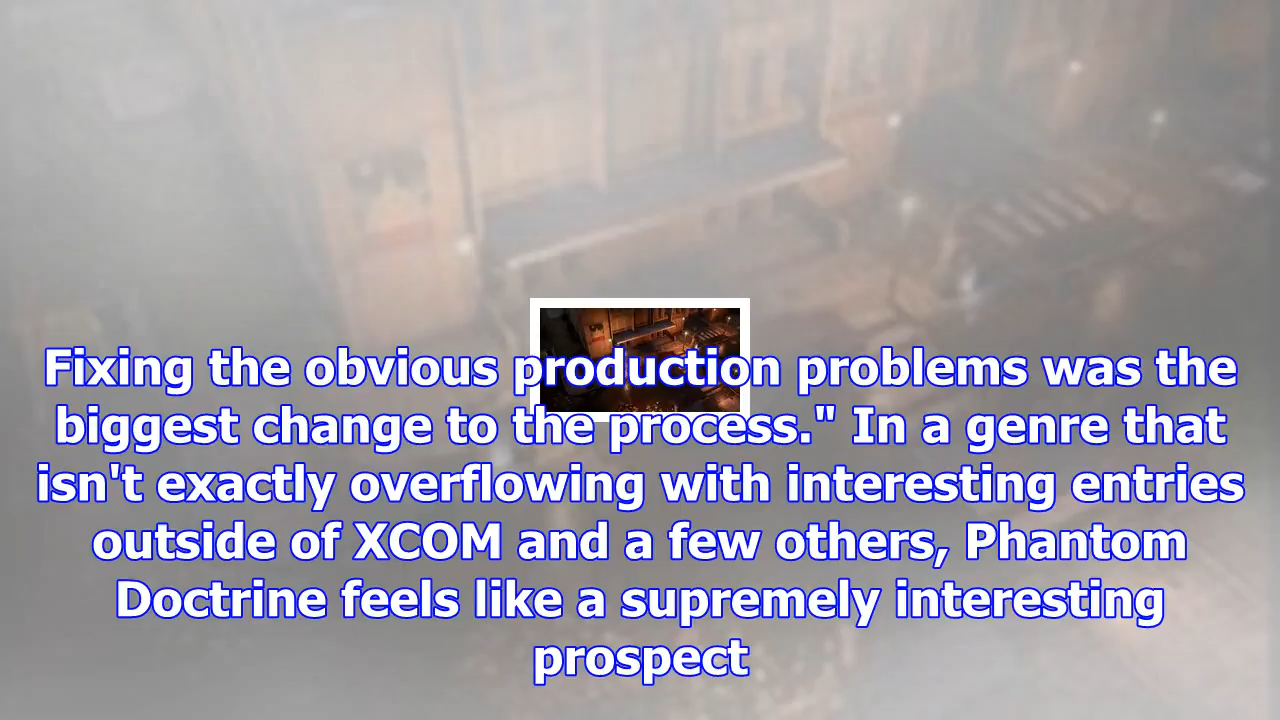 Fixing the obvious production problems was the
biggest change to the process." In a genre that
isn't exactly overflowing with interesting entries
outside of XCOM and a few others, Phantom
Doctrine feels like a supremely interesting
prospect